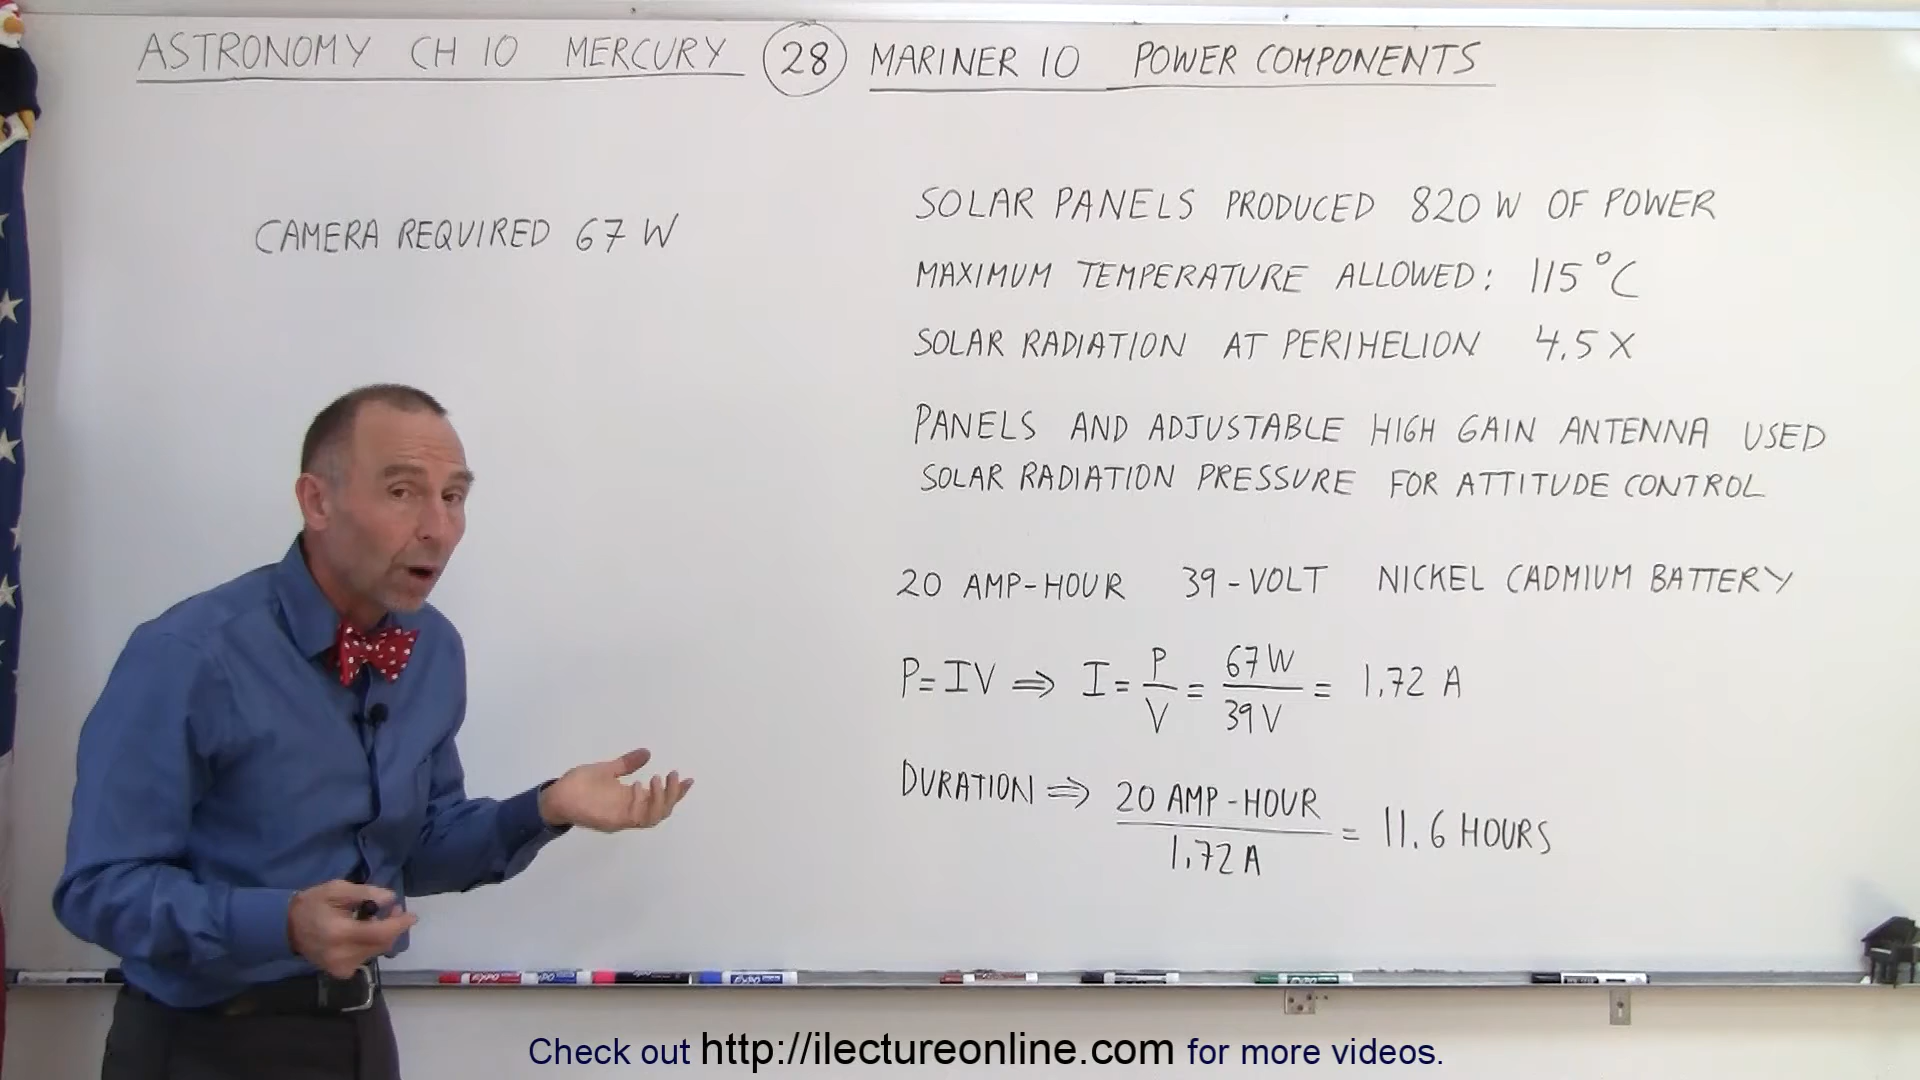 ASTRONOMY CH 10 MERCURY 28 MARINER 10 POWER COMPONENTS
CAMERA REQUIRED 67 W
SOLAR PANELS PRODUCED 820 W OF POWER
MAXIMUM TEMPERATURE ALLOWED: 115°C
SOLAR RADIATION AT PERIHELION 4.5 X
PANELS AND ADJUSTABLE HIGH GAIN ANTENNA USED
SOLAR RADIATION PRESSURE FOR ATTITUDE CONTROL
20 AMP-HOUR 39-VOLT NICKEL CADMIUM BATTERY
P=IV ⇒ I = P/V = 67W/39V = 1.72 A
DURATION ⇒ 20 AMP-HOUR/1.72A = 11.6 HOURS
Check out http://ilectureonline.com for more videos.